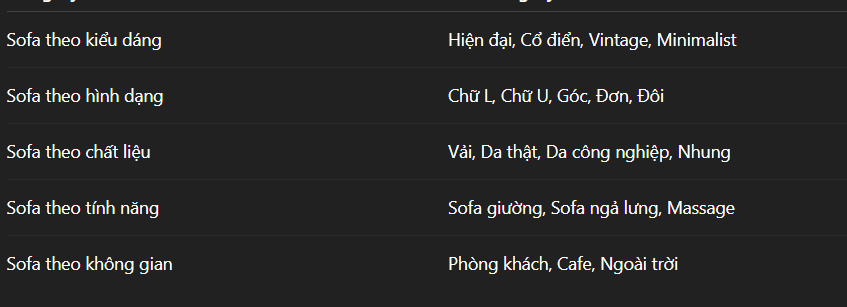 Sofa theo kiểu dáng Hiện đại, Cổ điển, Vintage, Minimalist
Sofa theo hình dạng Chữ L, Chữ U, Góc, Đơn, Đôi
Sofa theo chất liệu Vải, Da thật, Da công nghiệp, Nhung
Sofa theo tính năng Sofa giường, Sofa ngả lưng, Massage
Sofa theo không gian Phòng khách, Cafe, Ngoài trời